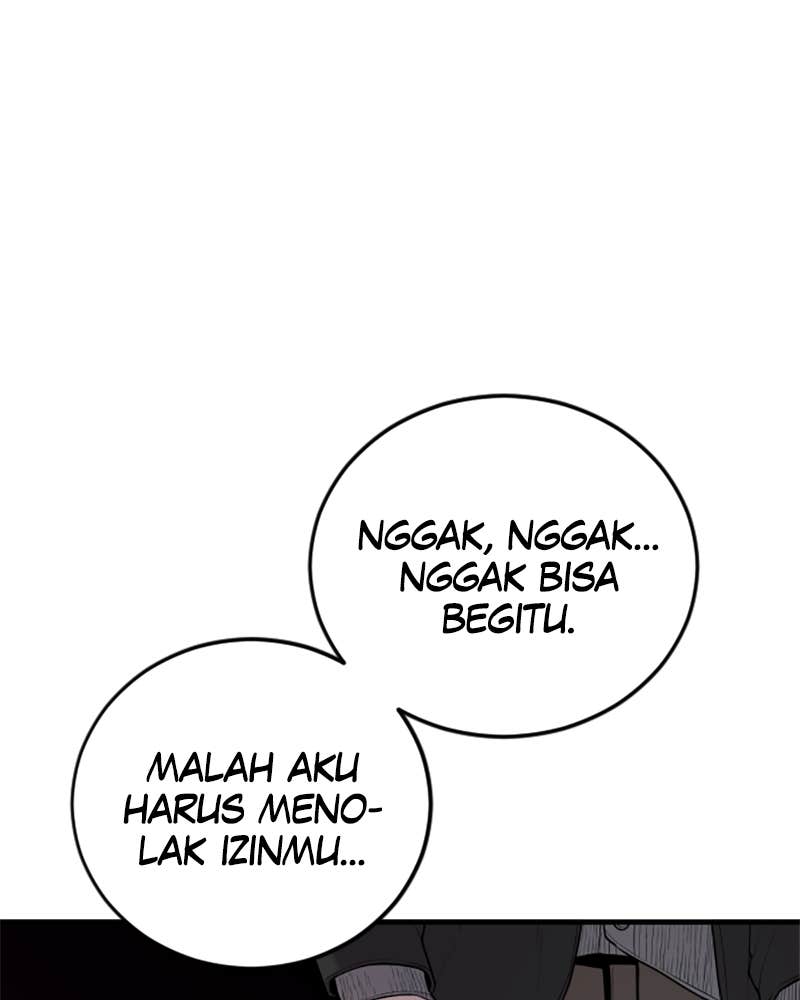 NGGAK, NGGAK...
NGGAK BISA
BEGITU.
MALAH AKU
HARUS MENO-
LAK IZINMU...